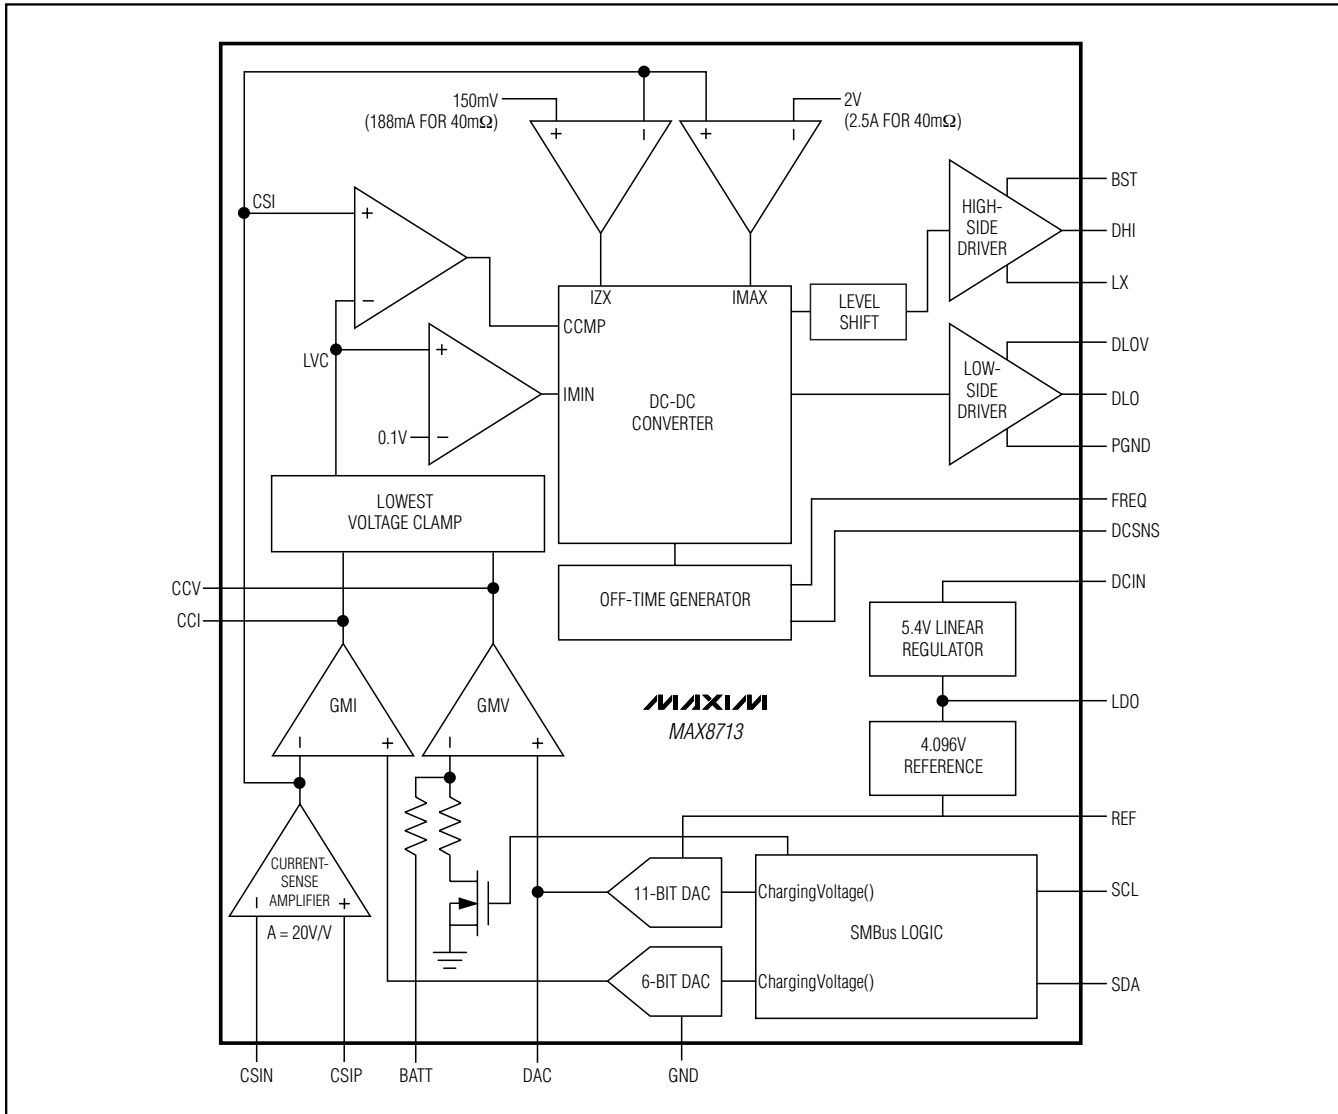 150mV
(188mA FOR 40mΩ)
2V
(2.5A FOR 40mΩ)
+
−
+
−
CSI
+
−
HIGH-
SIDE
DRIVER
BST
DHI
LX
IZX
IMAX
LEVEL
SHIFT
CCMP
LVC
+
−
0.1V
IMIN
DC-DC
CONVERTER
LOW-
SIDE
DRIVER
DLOV
DLO
PGND
LOWEST
VOLTAGE CLAMP
FREQ
DCSNS
OFF-TIME GENERATOR
CCV
CCI
DCIN
5.4V LINEAR
REGULATOR
LDO
4.096V
REFERENCE
REF
GMI
−
+
GMV
−
+
MAXIM
MAX8713
CURRENT-
SENSE
AMPLIFIER
−
+
A = 20V/V
11-BIT DAC
ChargingVoltage()
SMBus LOGIC
6-BIT DAC
ChargingVoltage()
SCL
SDA
CSIN
CSIP
BATT
DAC
GND